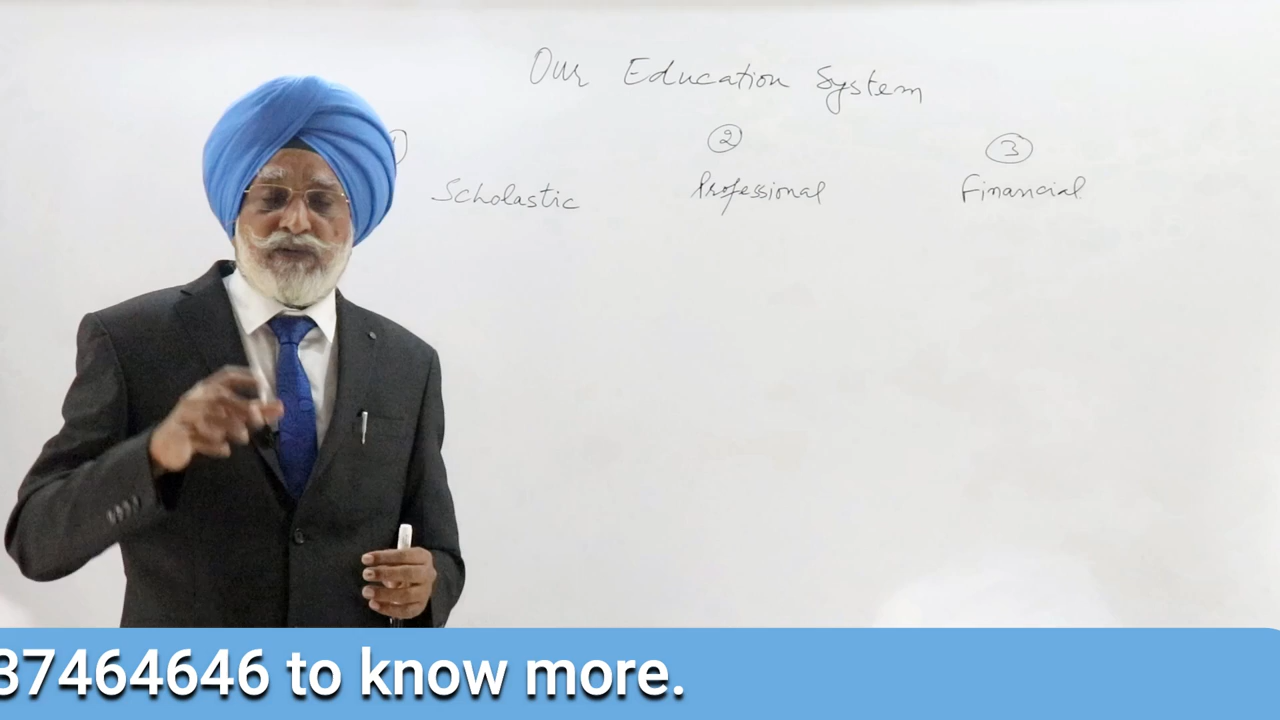 Our Education System
② ③
Scholastic Professional Financial
37464646 to know more.